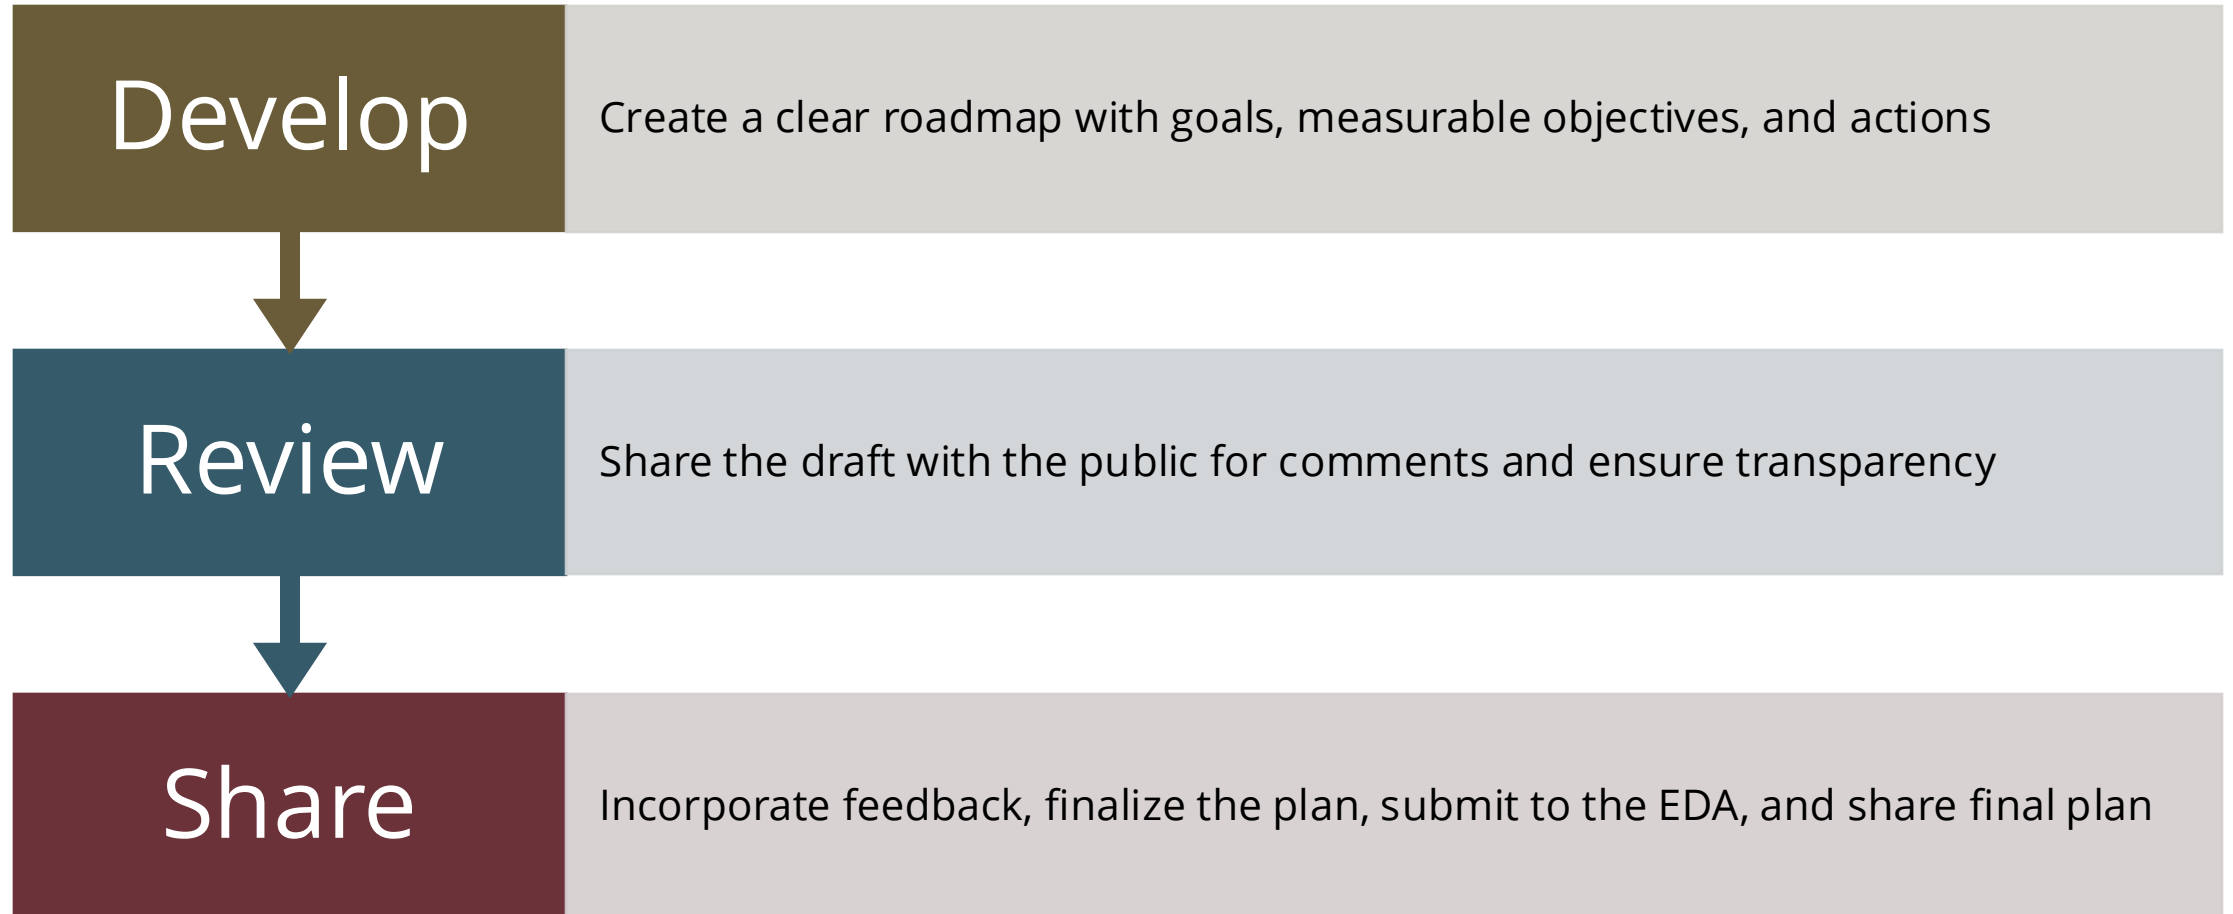 Develop
Create a clear roadmap with goals, measurable objectives, and actions
Review
Share the draft with the public for comments and ensure transparency
Share
Incorporate feedback, finalize the plan, submit to the EDA, and share final plan